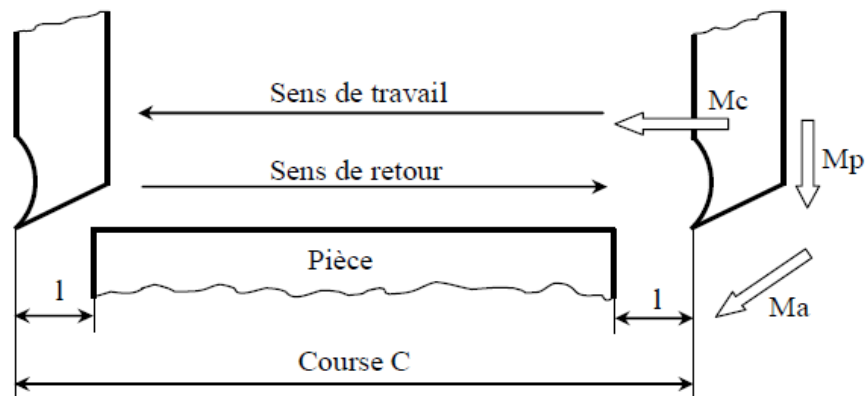 Sens de travail
Mc
Mp
Sens de retour
Pièce
l
l
Ma
Course C